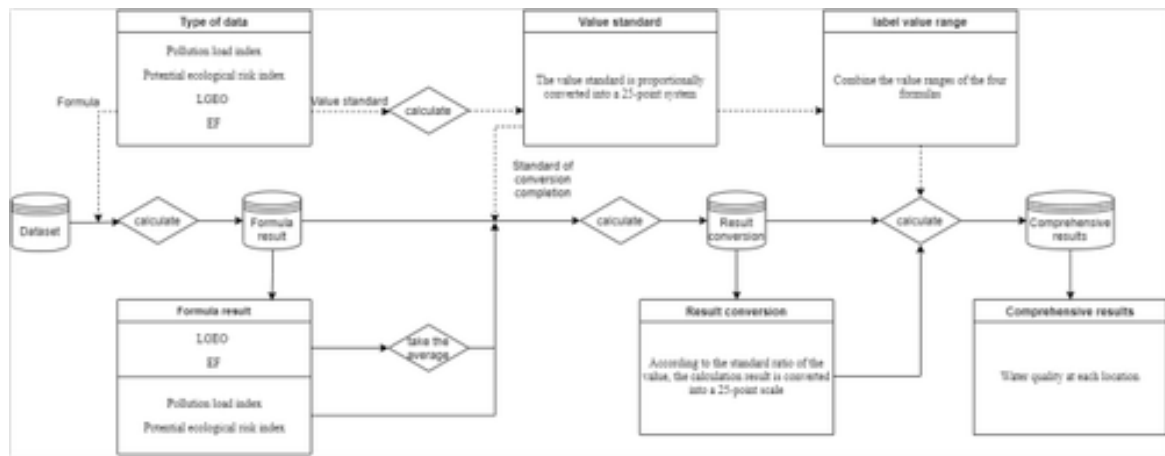 Type of data
Pollution load index
Potential ecological risk index
LGEO
EF
Value standard
The value standard is proportionally
converted into a 25-point system
label value range
Combine the value ranges of the four
formulas
Formula
Value standard
calculate
Standard of
conversion
completion
Dataset
calculate
Formula
result
calculate
Result
conversion
calculate
Comprehensive
results
Formula result
LGEO
EF
Pollution load index
Potential ecological risk index
take the
average
Result conversion
According to the standard ratio of the
value, the calculation result is converted
into a 25-point scale
Comprehensive results
Water quality at each location.